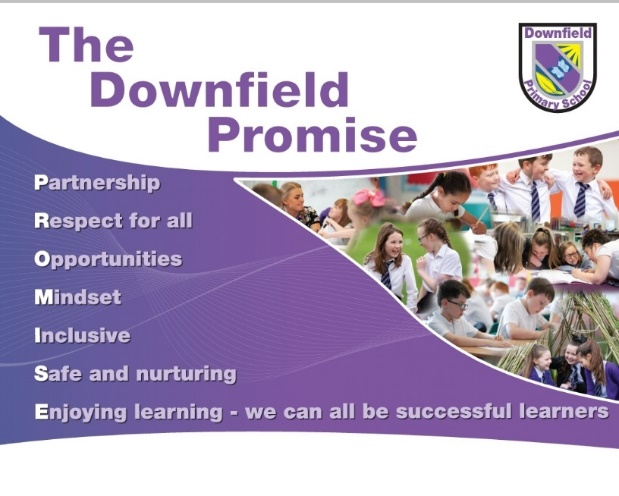 The
Downfield
Promise
Downfield
Primary School
Partnership
Respect for all
Opportunities
Mindset
Inclusive
Safe and nurturing
Enjoying learning - we can all be successful learners